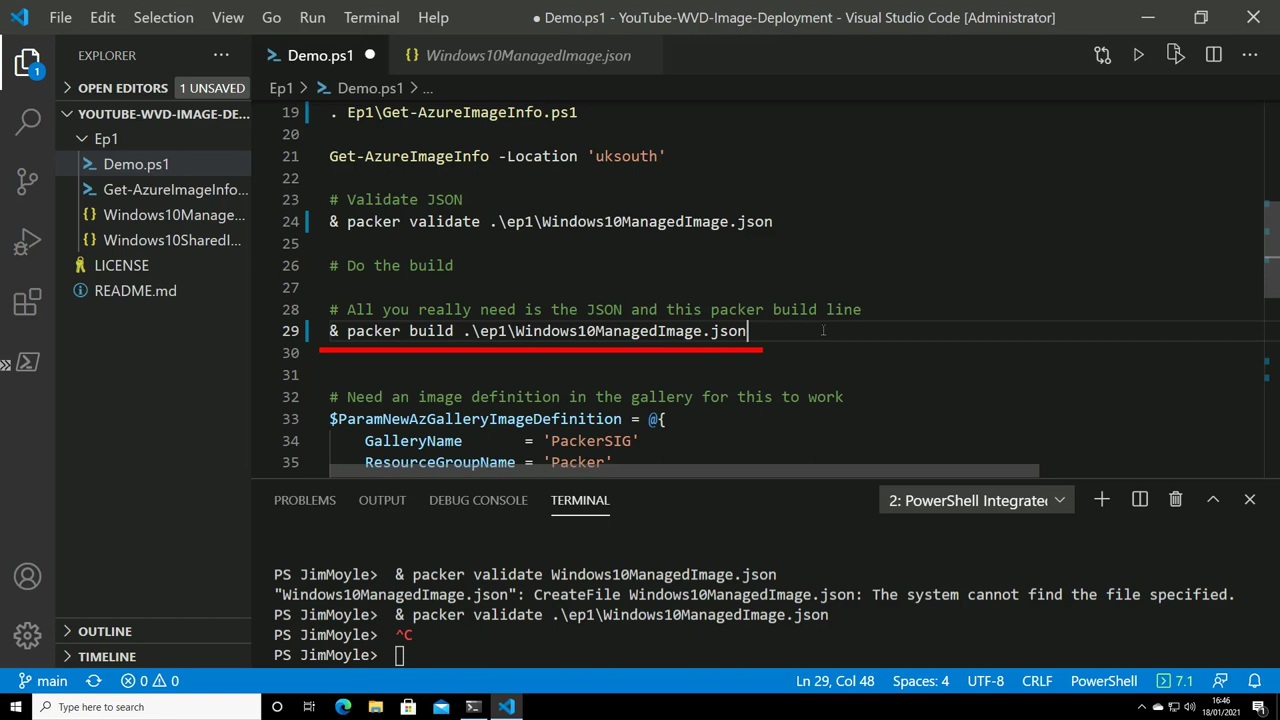 File Edit Selection View Go Run Terminal Help
● Demo.ps1 - YouTube-WVD-Image-Deployment - Visual Studio Code [Administrator]
EXPLORER
OPEN EDITORS 1 UNSAVED
YOUTUBE-WVD-IMAGE-DE...
Ep1
Demo.ps1
Get-AzureImageInfo...
Windows10Manage...
Windows10SharedI...
LICENSE
README.md
OUTLINE
TIMELINE
1
Demo.ps1
Windows10ManagedImage.json
Ep1 > Demo.ps1 > ...
19 . Ep1\Get-AzureImageInfo.ps1
20
21 Get-AzureImageInfo -Location 'uksouth'
22
23 # Validate JSON
24 & packer validate .\ep1\Windows10ManagedImage.json
25
26 # Do the build
27
28 # All you really need is the JSON and this packer build line
29 & packer build .\ep1\Windows10ManagedImage.json
30
31
32 # Need an image definition in the gallery for this to work
33 $ParamNewAzGalleryImageDefinition = @{
34 GalleryName = 'PackerSIG'
35 ResourceGroupName = 'Packer'
PROBLEMS OUTPUT DEBUG CONSOLE TERMINAL
2: PowerShell Integrated
PS JimMoyle> & packer validate Windows10ManagedImage.json
"Windows10ManagedImage.json": CreateFile Windows10ManagedImage.json: The system cannot find the file specified.
PS JimMoyle> & packer validate .\ep1\Windows10ManagedImage.json
PS JimMoyle> ^C
PS JimMoyle>
main 0 0 Ln 29, Col 48 Spaces: 4 UTF-8 CRLF PowerShell 7.1
Type here to search
16:46
18/01/2021
1